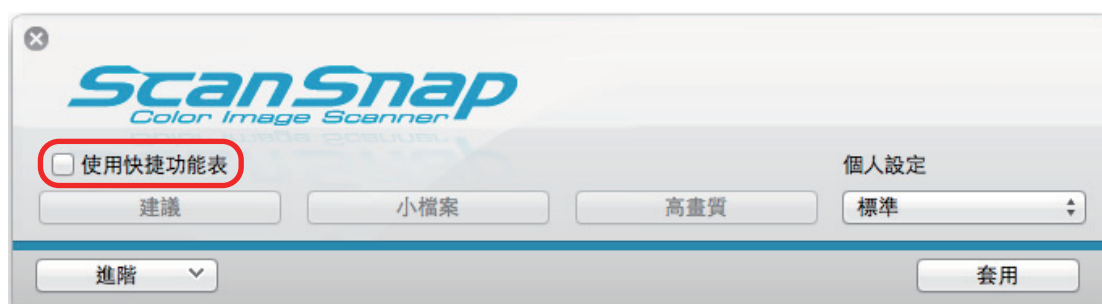 ScanSnap
Color Image Scanner
使用快捷功能表
個人設定
建議 小檔案 高畫質 標準
進階 套用